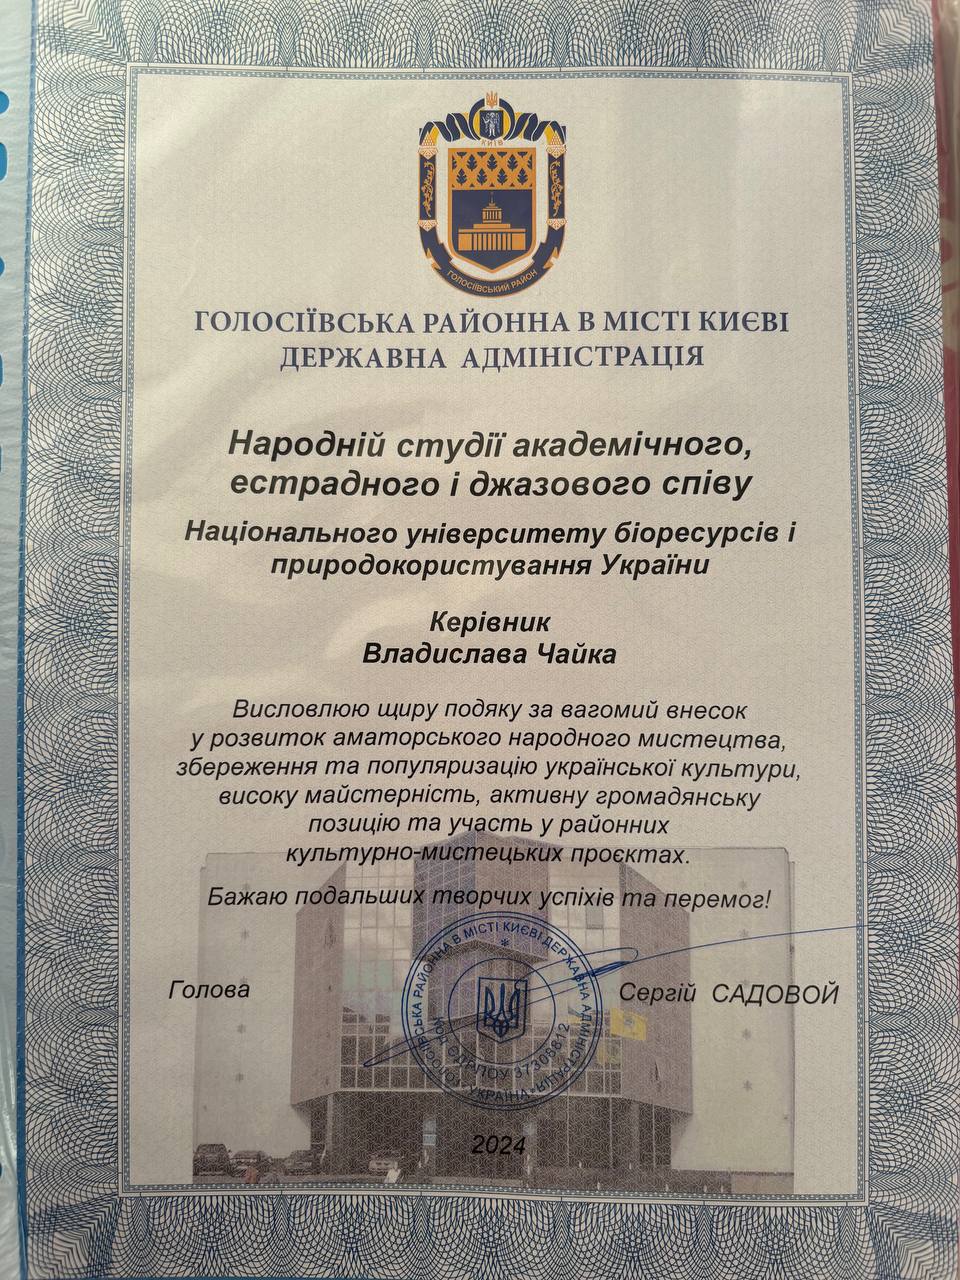 КИЇВ
ГОЛОСІЇВСЬКИЙ РАЙОН
ГОЛОСІЇВСЬКА РАЙОННА В МІСТІ КИЄВІ
ДЕРЖАВНА АДМІНІСТРАЦІЯ
Народній студії академічного,
естрадного і джазового співу
Національного університету біоресурсів і
природокористування України
Керівник
Владислава Чайка
Висловлюю щиру подяку за вагомий внесок
у розвиток аматорського народного мистецтва,
збереження та популяризацію української культури,
високу майстерність, активну громадянську
позицію та участь у районних
культурно-мистецьких проєктах.
Бажаю подальших творчих успіхів та перемог!
Голова
Сергій САДОВОЙ
ГОЛОСІЇВСЬКА РАЙОННА В МІСТІ КИЄВІ ДЕРЖАВНА АДМІНІСТРАЦІЯ
* УКРАЇНА *
Код ЄДРПОУ 37308812
2024